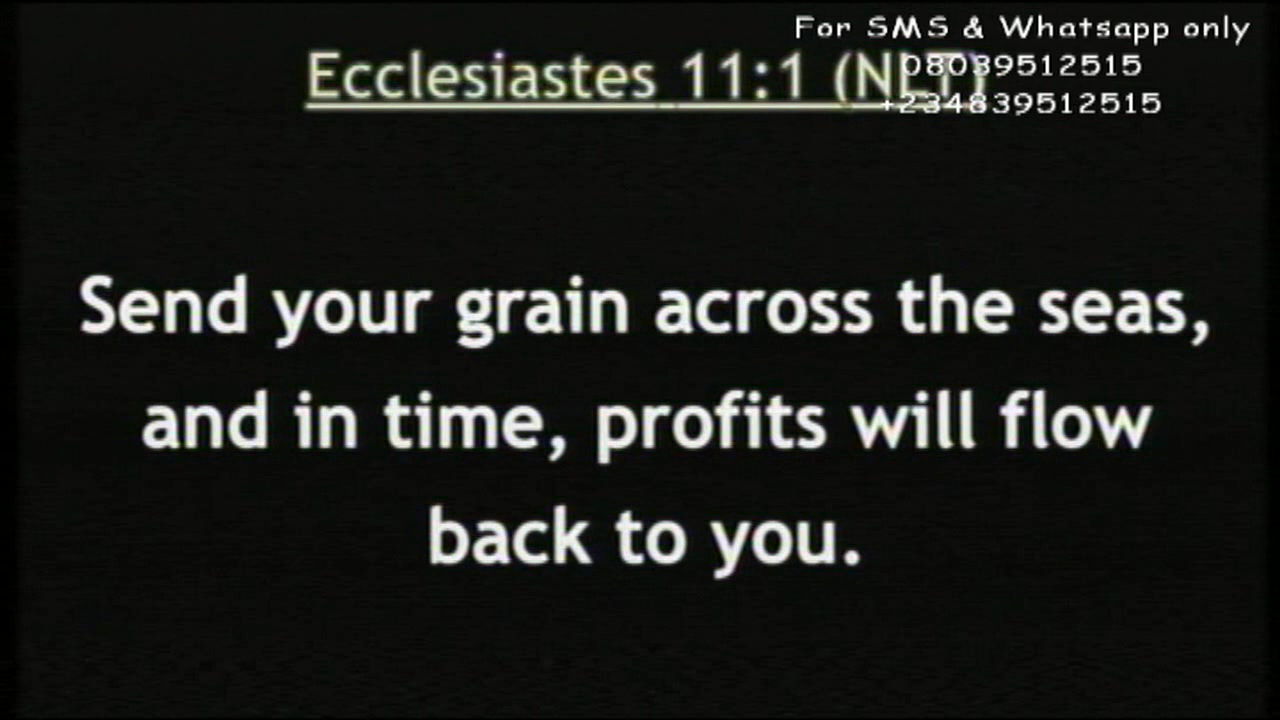 For SMS & Whatsapp only
Ecclesiastes 11:1 (NLT)
08039512515
+234839512515
Send your grain across the seas,
and in time, profits will flow
back to you.